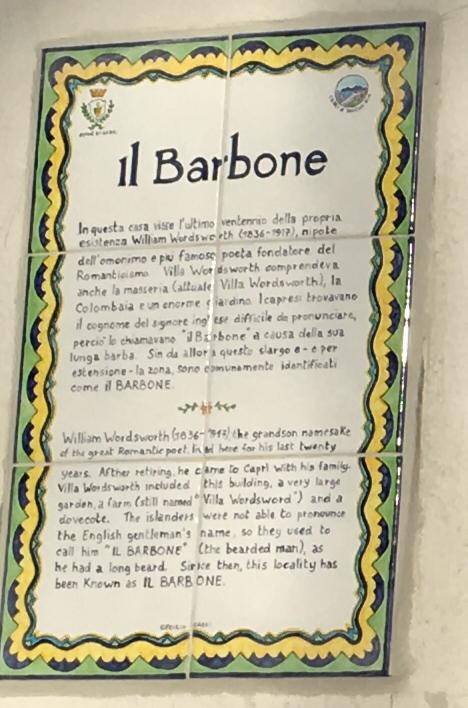 Il Barbone
In questa casa visse l'ultimo ventennio della propria
esistenza William Wordsworth (1836-1917), nipote
dell'omonimo e più famoso poeta fondatore del
Romanticismo. Villa Wordsworth comprendeva
anche la masseria (attuale Villa Wordsworth), la
Colombaia e un enorme giardino. I capresi trovavano
il cognome del signore inglese difficile da pronunciare,
perciò lo chiamavano "il Barbone" a causa della sua
lunga barba. Sin da allora questo slargo e - e per
estensione - la zona, sono comunemente identificati
come il BARBONE.
William Wordsworth (1836-1917) the grandson namesake
of the great Romantic poet, lived here for his last twenty
years. Afther retiring, he came to Capri with his family.
Villa Wordsworth included this building, a very large
garden, a farm (still named "Villa Wordsword") and a
dovecote. The islanders were not able to pronounce
the English gentleman's name, so they used to
call him "IL BARBONE" (the bearded man), as
he had a long beard. Since then, this locality has
been Known as IL BARBONE.